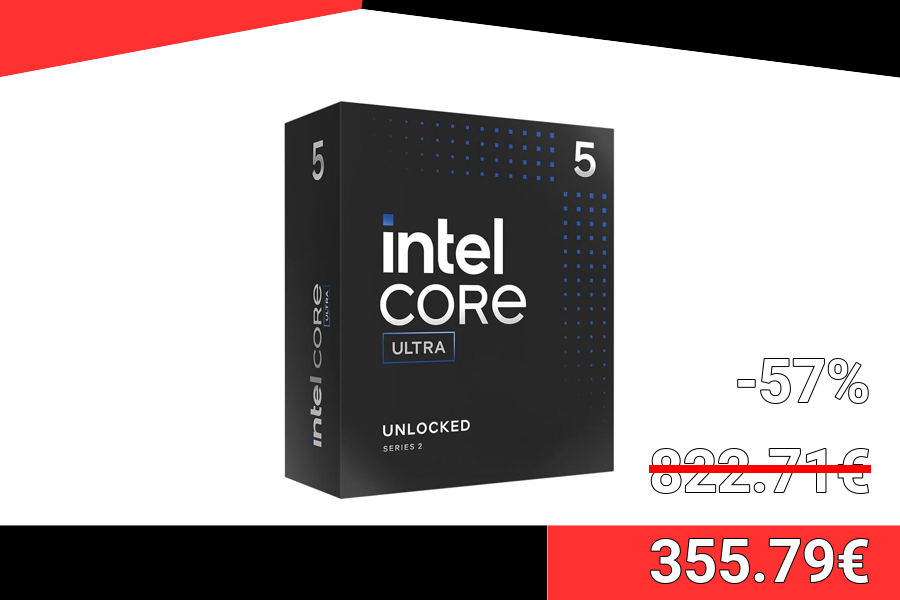 5
5
intel
CORE
ULTRA
intel CORE ULTRA
UNLOCKED
SERIES 2
-57%
822.71€
355.79€